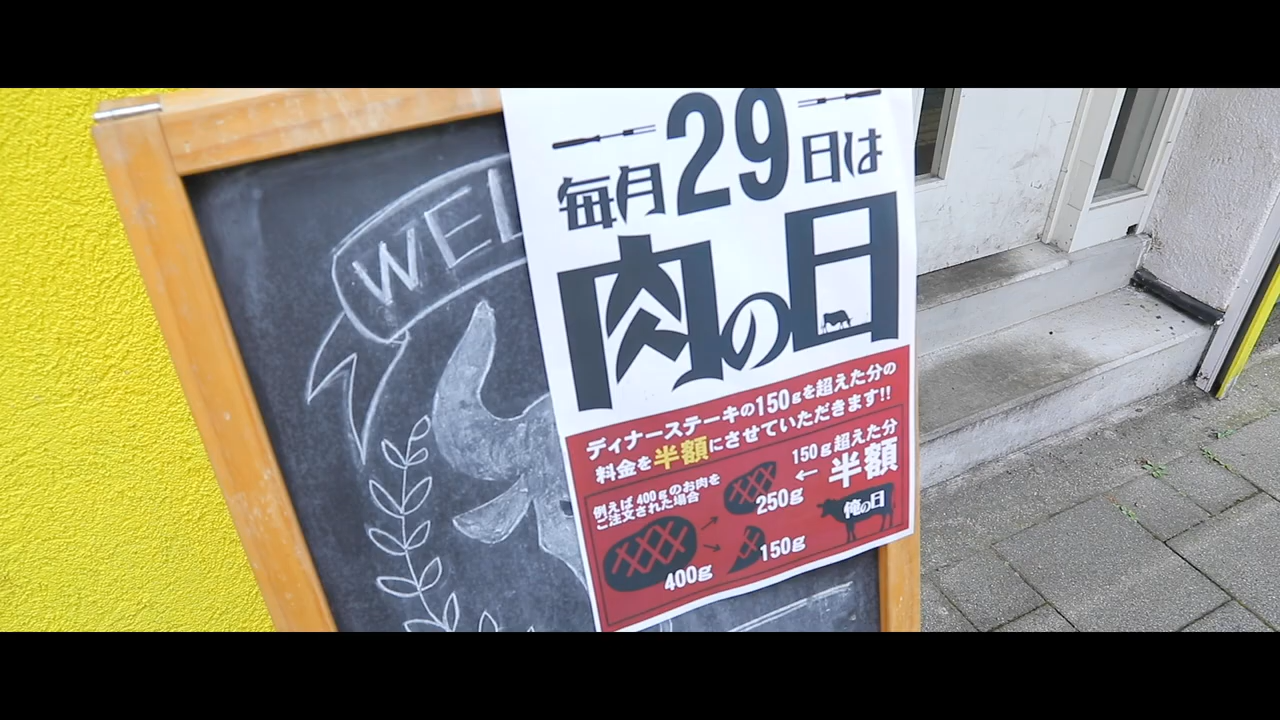 WEL
毎月29日は
肉の日
ディナーステーキの150gを超えた分の
料金を半額にさせていただきます!!
例えば400gのお肉を
ご注文された場合
400g
150g超えた分
←半額
250g
150g
俺の日